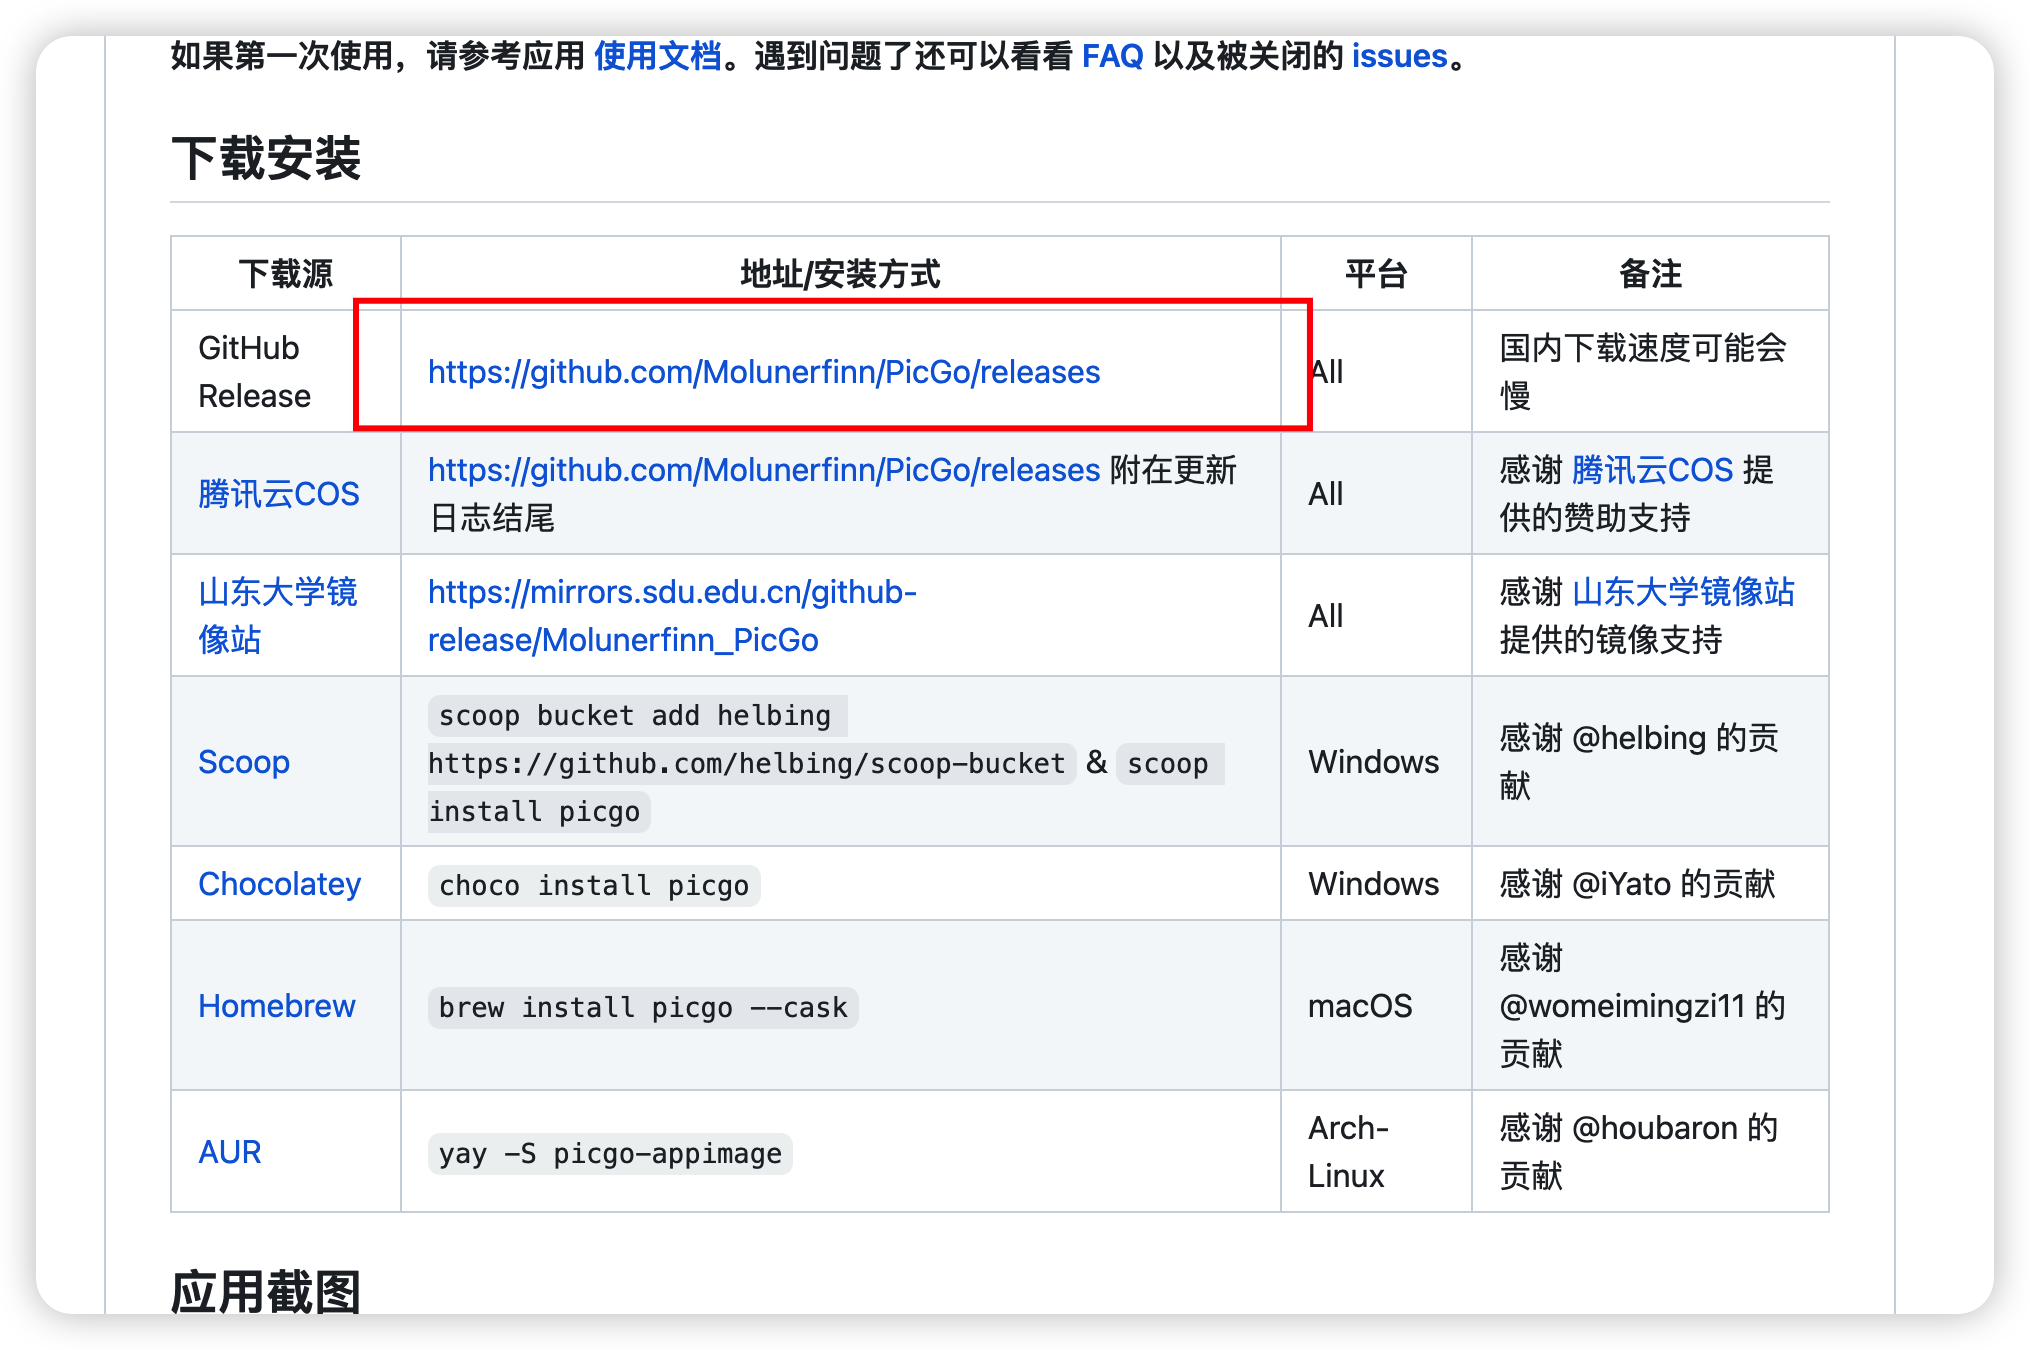 如果第一次使用，请参考应用 使用文档。遇到问题了还可以看看 FAQ 以及被关闭的 issues。
下载安装
下载源 地址/安装方式 平台 备注
GitHub
Release
https://github.com/Molunerfinn/PicGo/releases
All
国内下载速度可能会
慢
腾讯云COS
https://github.com/Molunerfinn/PicGo/releases 附在更新
日志结尾
All
感谢 腾讯云COS 提
供的赞助支持
山东大学镜
像站
https://mirrors.sdu.edu.cn/github-
release/Molunerfinn_PicGo
All
感谢 山东大学镜像站
提供的镜像支持
Scoop
scoop bucket add helbing
https://github.com/helbing/scoop-bucket & scoop
install picgo
Windows
感谢 @helbing 的贡
献
Chocolatey
choco install picgo
Windows
感谢 @iYato 的贡献
Homebrew
brew install picgo --cask
macOS
感谢
@womeimingzi11 的
贡献
AUR
yay -S picgo-appimage
Arch-
Linux
感谢 @houbaron 的
贡献
应用截图